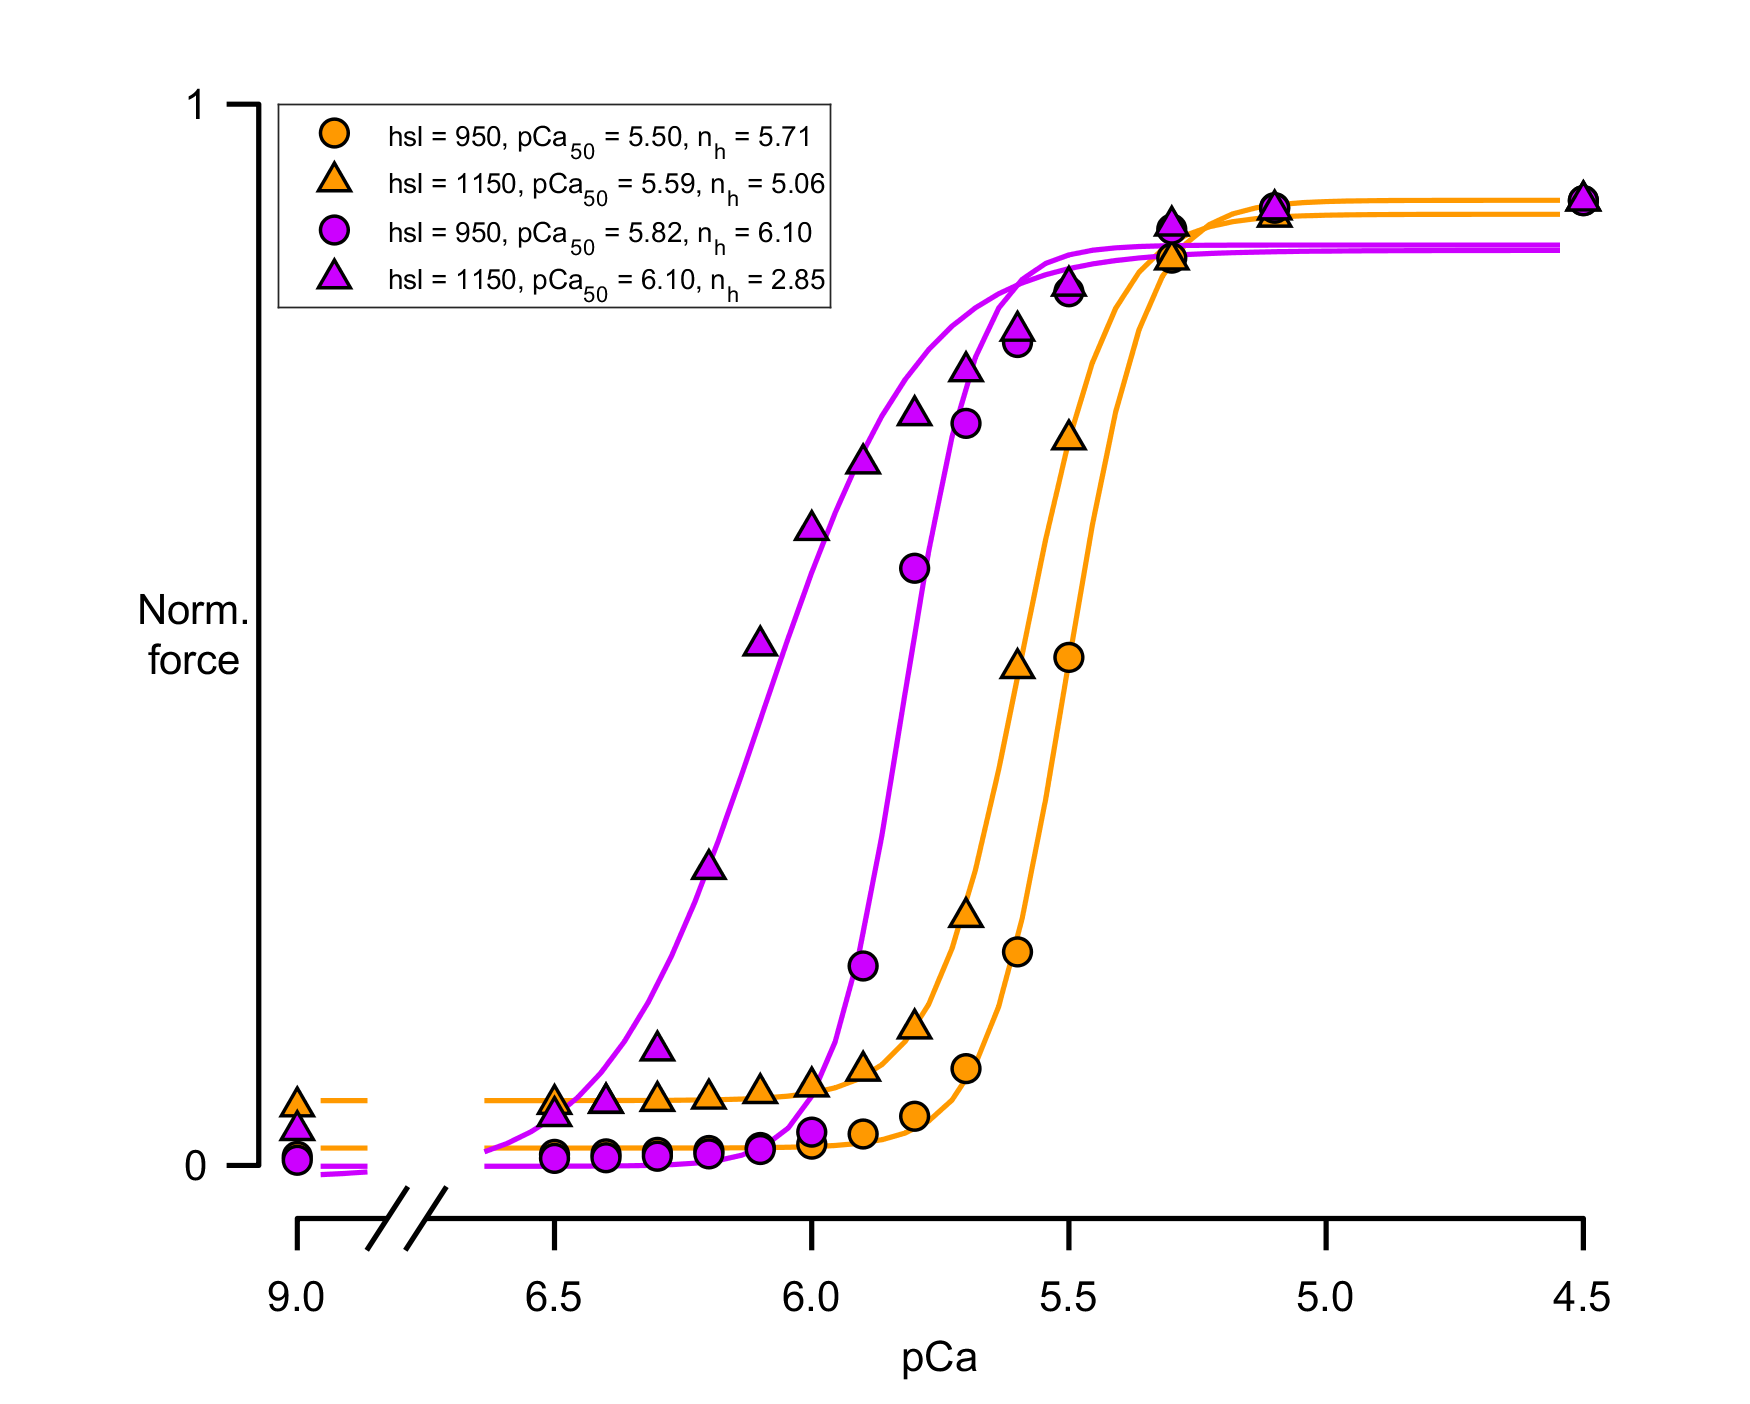 1
hsl = 950, pCa50 = 5.50, nh = 5.71
hsl = 1150, pCa50 = 5.59, nh = 5.06
hsl = 950, pCa50 = 5.82, nh = 6.10
hsl = 1150, pCa50 = 6.10, nh = 2.85
Norm.
force
0
9.0 6.5 6.0 5.5 5.0 4.5
pCa